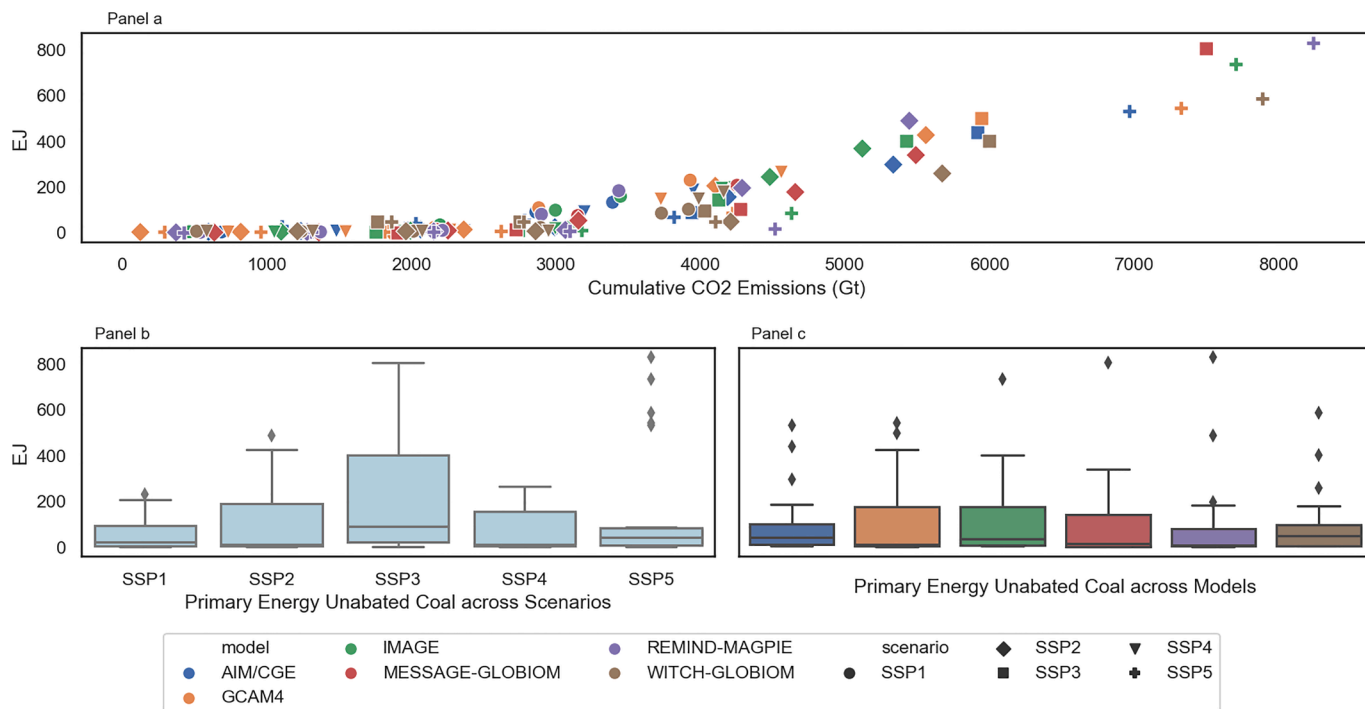 Panel a
800
600
EJ
400
200
0
0 1000 2000 3000 4000 5000 6000 7000 8000
Cumulative CO2 Emissions (Gt)
Panel b
Panel c
800
600
EJ
400
200
0
SSP1 SSP2 SSP3 SSP4 SSP5
Primary Energy Unabated Coal across Scenarios
Primary Energy Unabated Coal across Models
model IMAGE REMIND-MAGPIE scenario SSP2 SSP4
AIM/CGE MESSAGE-GLOBIOM WITCH-GLOBIOM SSP1 SSP3 SSP5
GCAM4